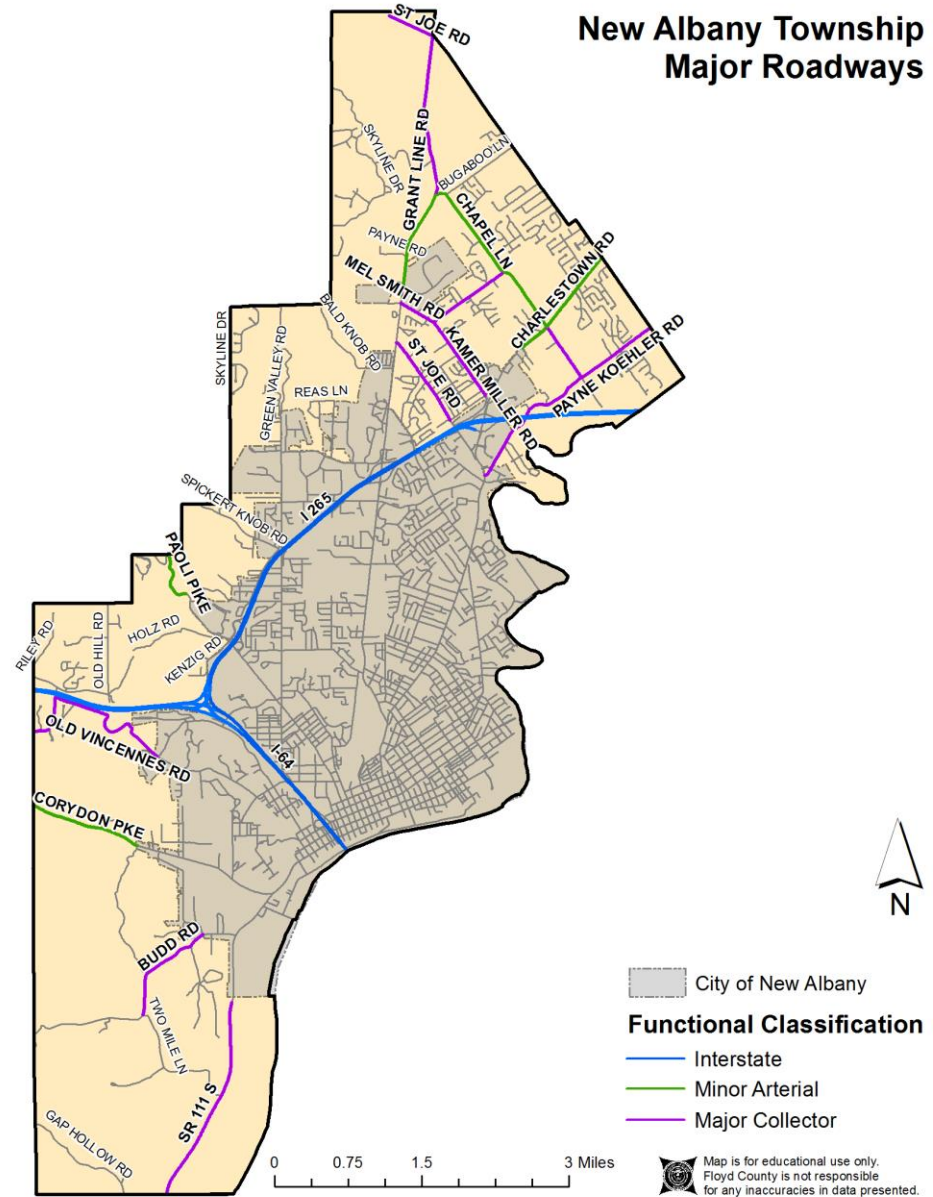 New Albany Township
Major Roadways
ST JOE RD
SKYLINE DR
GRANT LINE RD
BUGABOO LN
CHAPEL LN
PAYNE RD
CHARLESTOWN RD
MEL SMITH RD
BALD KNOB RD
SKYLINE DR
GREEN VALLEY RD
ST JOE RD
KAMER MILLER RD
PAYNE KOEHLER RD
REAS LN
I 265
SPICKERT KNOB RD
PAOLI PIKE
RILEY RD
OLD HILL RD
HOLZ RD
KENZIG RD
OLD VINCENNES RD
I-64
CORYDON PKE
N
BUDD RD
TWO MILE LN
SR 111 S
GAP HOLLOW RD
City of New Albany
Functional Classification
Interstate
Minor Arterial
Major Collector
0 0.75 1.5 3 Miles
Map is for educational use only.
Floyd County is not responsible
for any inaccuracies in data presented.